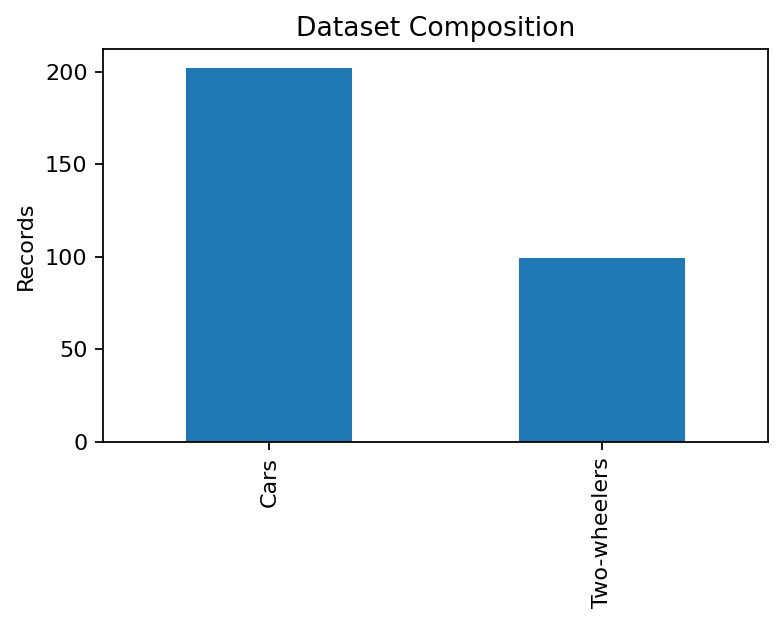 Dataset Composition
Records
200
150
100
50
0
Cars
Two-wheelers